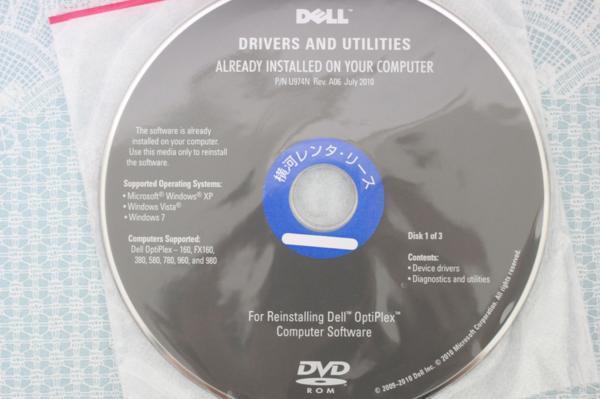 DELL™
DRIVERS AND UTILITIES
ALREADY INSTALLED ON YOUR COMPUTER
P/N U974N Rev. A06 July 2010
The software is already
installed on your computer.
Use this media only to reinstall
the software.
Supported Operating Systems:
• Microsoft® Windows® XP
• Windows Vista®
• Windows 7
Computers Supported:
Dell OptiPlex – 160, FX160,
380, 580, 780, 960, and 980
横河レンタ・リース
Disk 1 of 3
Contents:
• Device drivers
• Diagnostics and utilities
For Reinstalling Dell™ OptiPlex™
Computer Software
DVD
ROM
© 2009–2010 Dell Inc. © 2010 Microsoft Corporation. All rights reserved.